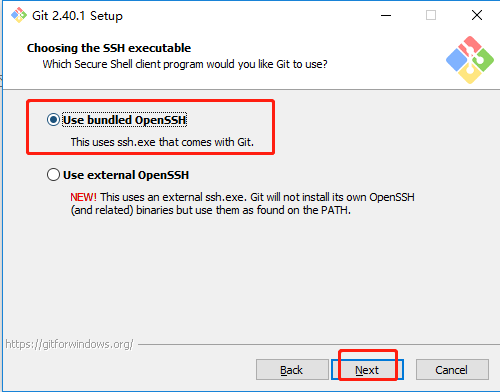 Git 2.40.1 Setup
Choosing the SSH executable
Which Secure Shell client program would you like Git to use?
Use bundled OpenSSH
This uses ssh.exe that comes with Git.
Use external OpenSSH
NEW! This uses an external ssh.exe. Git will not install its own OpenSSH
(and related) binaries but use them as found on the PATH.
https://gitforwindows.org/
Back
Next
Cancel